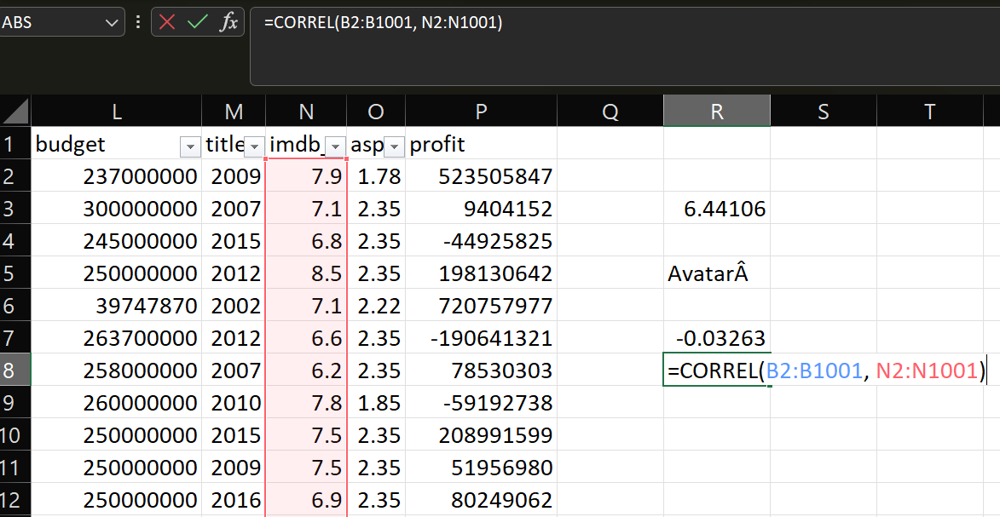 ABS fx =CORREL(B2:B1001, N2:N1001)
L M N O P Q R S T
1 budget title imdb_ asp profit
2 237000000 2009 7.9 1.78 523505847
3 300000000 2007 7.1 2.35 9404152 6.44106
4 245000000 2015 6.8 2.35 -44925825
5 250000000 2012 8.5 2.35 198130642 AvatarÂ
6 39747870 2002 7.1 2.22 720757977
7 263700000 2012 6.6 2.35 -190641321 -0.03263
8 258000000 2007 6.2 2.35 78530303 =CORREL(B2:B1001, N2:N1001)
9 260000000 2010 7.8 1.85 -59192738
10 250000000 2015 7.5 2.35 208991599
11 250000000 2009 7.5 2.35 51956980
12 250000000 2016 6.9 2.35 80249062